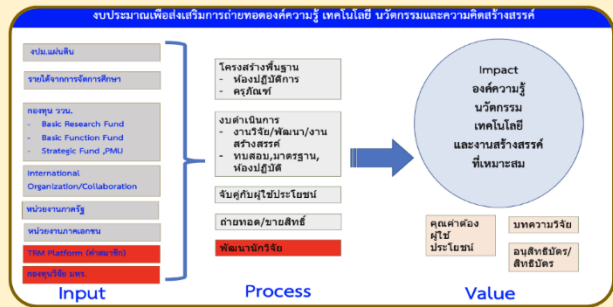 งบประมาณเพื่อส่งเสริมการถ่ายทอดองค์ความรู้ เทคโนโลยี นวัตกรรมและความคิดสร้างสรรค์
งปม.แผ่นดิน
รายได้จากการจัดการศึกษา
กองทุน ววน.
- Basic Research Fund
- Basic Function Fund
- Strategic Fund ,PMU
International
Organization/Collaboration
หน่วยงานภาครัฐ
หน่วยงานภาคเอกชน
TRM Platform (ค่าสมาชิก)
กองทุนวิจัย มทร.
Input
โครงสร้างพื้นฐาน
- ห้องปฏิบัติการ
- ครุภัณฑ์
งบดำเนินการ
- งานวิจัย/พัฒนา/งาน
สร้างสรรค์
- ทบสอบ,มาตรฐาน,
ห้องปฏิบัติ
จับคู่กับผู้ใช้ประโยชน์
ถ่ายทอด/ขายสิทธิ์
พัฒนานักวิจัย
Process
Impact
องค์ความรู้
นวัตกรรม
เทคโนโลยี
และงานสร้างสรรค์
ที่เหมาะสม
คุณค่าต้อง
ผู้ใช้
ประโยชน์
บทความวิจัย
อนุสิทธิบัตร/
สิทธิบัตร
Value